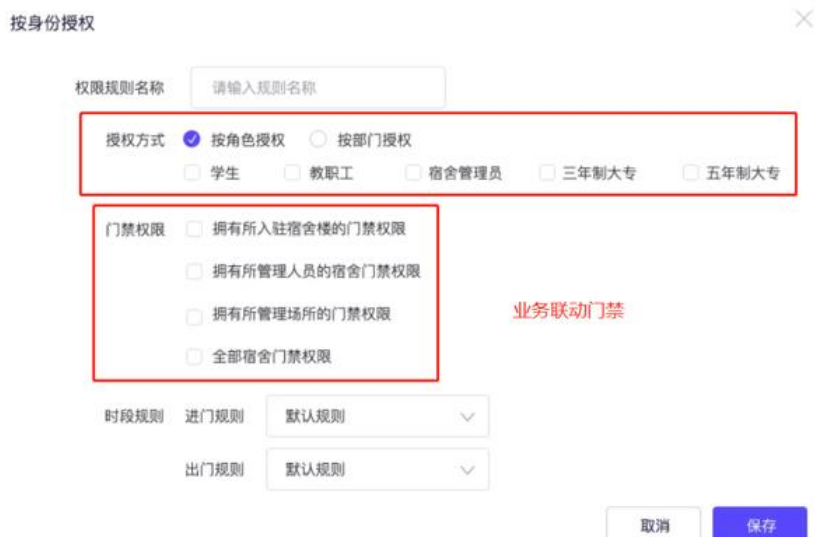 按身份授权
权限规则名称 请输入规则名称
授权方式 按角色授权 按部门授权
学生 教职工 宿舍管理员 三年制大专 五年制大专
门禁权限 拥有所入驻宿舍楼的门禁权限
拥有所管理人员的宿舍门禁权限
拥有所管理场所的门禁权限
业务联动门禁
全部宿舍门禁权限
时段规则 进门规则 默认规则
出门规则 默认规则
取消 保存